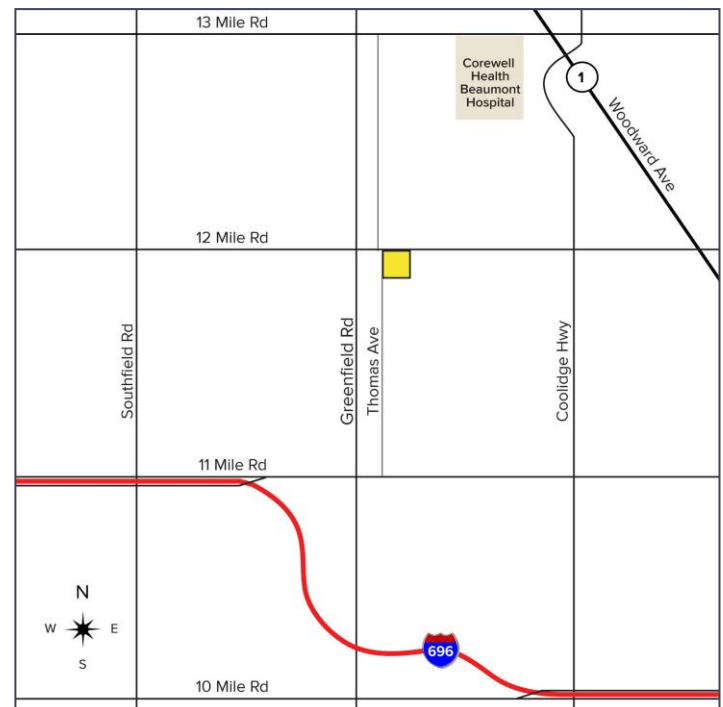 13 Mile Rd
Corewell
Health
Beaumont
Hospital
1
Woodward Ave
12 Mile Rd
Southfield Rd
Greenfield Rd
Thomas Ave
Coolidge Hwy
11 Mile Rd
N
W E
S
696
10 Mile Rd